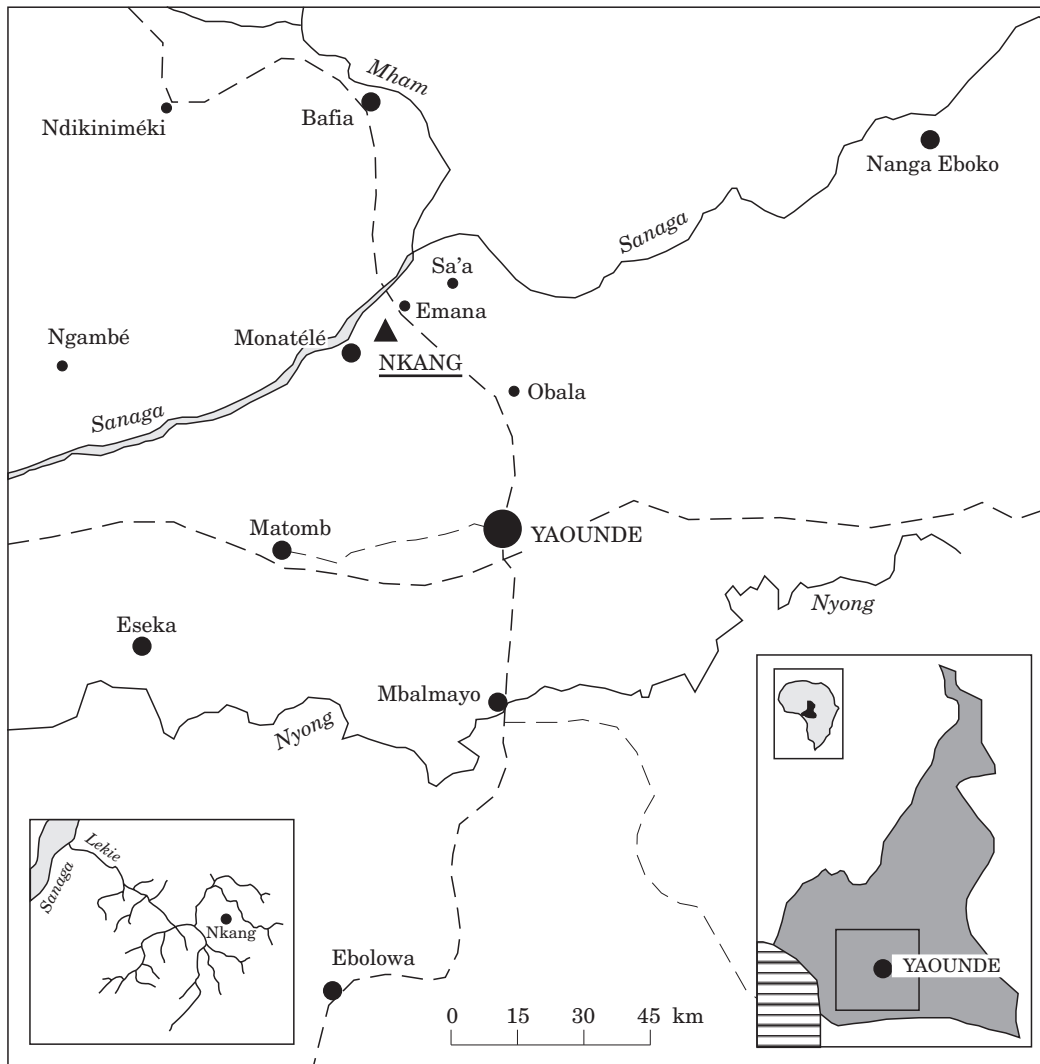 Mham
Bafia
Ndikiniméki
Nanga Eboko
Sanaga
Sa'a
Emana
Ngambé
Monatélé
NKANG
Obala
Sanaga
Matomb
YAOUNDE
Nyong
Eseka
Mbalmayo
Nyong
Lekie
Sanaga
Nkang
YAOUNDE
Ebolowa
0 15 30 45 km